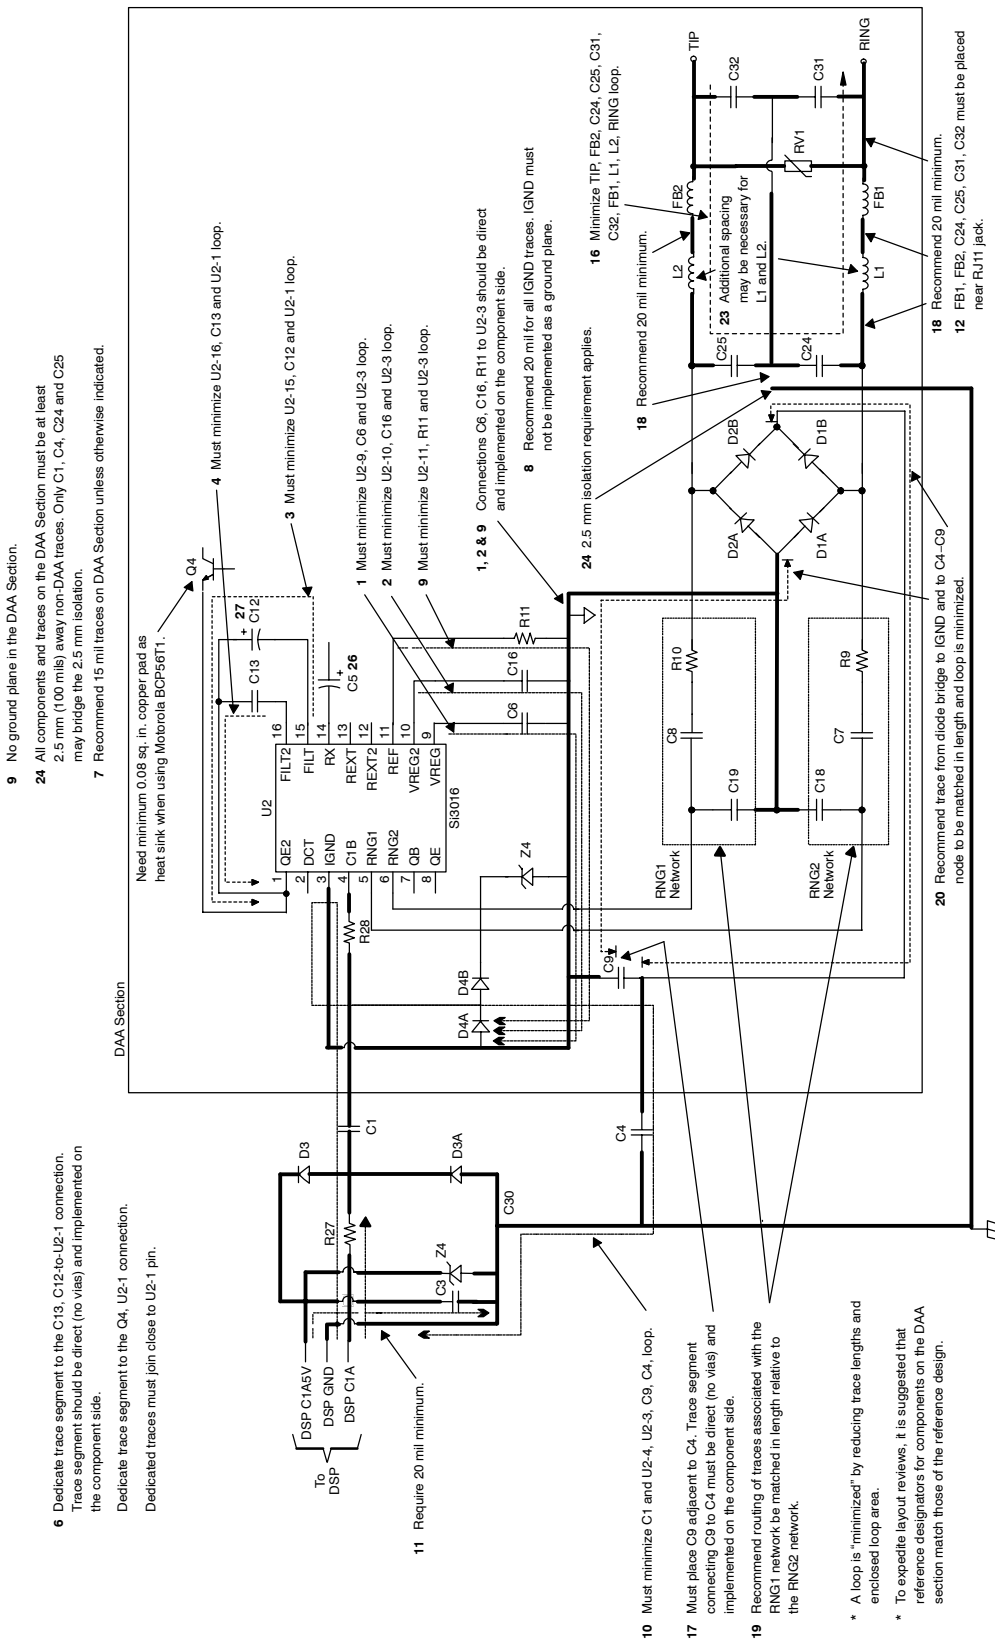 9 No ground plane in the DAA Section.
24 All components and traces on the DAA Section must be at least
2.5 mm (100 mils) away non-DAA traces. Only C1, C4, C24 and C25
may bridge the 2.5 mm isolation.
7 Recommend 15 mil traces on DAA Section unless otherwise indicated.
6 Dedicate trace segment to the C13, C12-to-U2-1 connection.
Trace segment should be direct (no vias) and implemented on
the component side.
Dedicate trace segment to the Q4, U2-1 connection.
Dedicated traces must join close to U2-1 pin.
DAA Section
Need minimum 0.08 sq. in. copper pad as
heat sink when using Motorola BCP56T1.
Q4
4 Must minimize U2-16, C13 and U2-1 loop.
3 Must minimize U2-15, C12 and U2-1 loop.
1 Must minimize U2-9, C6 and U2-3 loop.
2 Must minimize U2-10, C16 and U2-3 loop.
9 Must minimize U2-11, R11 and U2-3 loop.
1, 2 & 9 Connections C6, C16, R11 to U2-3 should be direct
and implemented on the component side.
8 Recommend 20 mil for all IGND traces. IGND must
not be implemented as a ground plane.
24 2.5 mm isolation requirement applies.
16 Minimize TIP, FB2, C24, C25, C31,
C32, FB1, L1, L2, RING loop.
18 Recommend 20 mil minimum.
23 Additional spacing
may be necessary for
L1 and L2.
18 Recommend 20 mil minimum.
18 Recommend 20 mil minimum.
12 FB1, FB2, C24, C25, C31, C32 must be placed
near RJ11 jack.
TIP
RING
C32
C31
RV1
FB2
FB1
L2
L1
C25
C24
27
+
C12
C13
+
C5 26
U2
Si3016
1 QE2
2 DCT
3 IGND
4 C1B
5 RNG1
6 RNG2
7 QB
8 QE
FILT2 16
FILT 15
RX 14
REXT 13
REXT2 12
REF 11
VREG2 10
VREG 9
R11
C16
C6
R28
D4A
D4B
Z4
C9
D2B
D1B
D2A
D1A
R10
C8
C19
C18
C7
R9
RNG1
Network
RNG2
Network
20 Recommend trace from diode bridge to IGND and to C4–C9
node to be matched in length and loop is minimized.
C1
C4
D3
D3A
C30
R27
Z4
C3
To
DSP
DSP C1A5V
DSP GND
DSP C1A
11 Require 20 mil minimum.
10 Must minimize C1 and U2-4, U2-3, C9, C4, loop.
17 Must place C9 adjacent to C4. Trace segment
connecting C9 to C4 must be direct (no vias) and
implemented on the component side.
19 Recommend routing of traces associated with the
RNG1 network be matched in length relative to
the RNG2 network.
* A loop is “minimized” by reducing trace lengths and
enclosed loop area.
* To expedite layout reviews, it is suggested that
reference designators for components on the DAA
section match those of the reference design.